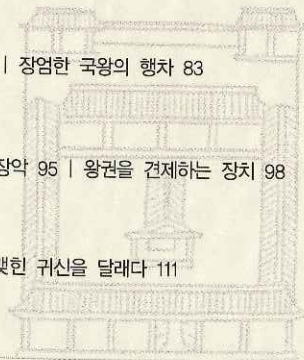 | 장엄한 국왕의 행차 83
장악 95 | 왕권을 견제하는 장치 98
맺힌 귀신을 달래다 111